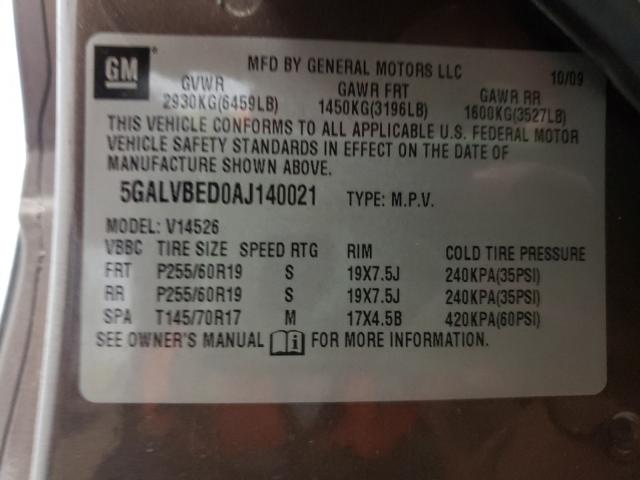 GM
MFD BY GENERAL MOTORS LLC 10/09
GVWR GAWR FRT GAWR RR
2930KG(6459LB) 1450KG(3196LB) 1600KG(3527LB)
THIS VEHICLE CONFORMS TO ALL APPLICABLE U.S. FEDERAL MOTOR
VEHICLE SAFETY STANDARDS IN EFFECT ON THE DATE OF
MANUFACTURE SHOWN ABOVE.
5GALVBED0AJ140021 TYPE: M.P.V.
MODEL: V14526
VBBC TIRE SIZE SPEED RTG RIM COLD TIRE PRESSURE
FRT P255/60R19 S 19X7.5J 240KPA(35PSI)
RR P255/60R19 S 19X7.5J 240KPA(35PSI)
SPA T145/70R17 M 17X4.5B 420KPA(60PSI)
SEE OWNER'S MANUAL FOR MORE INFORMATION.